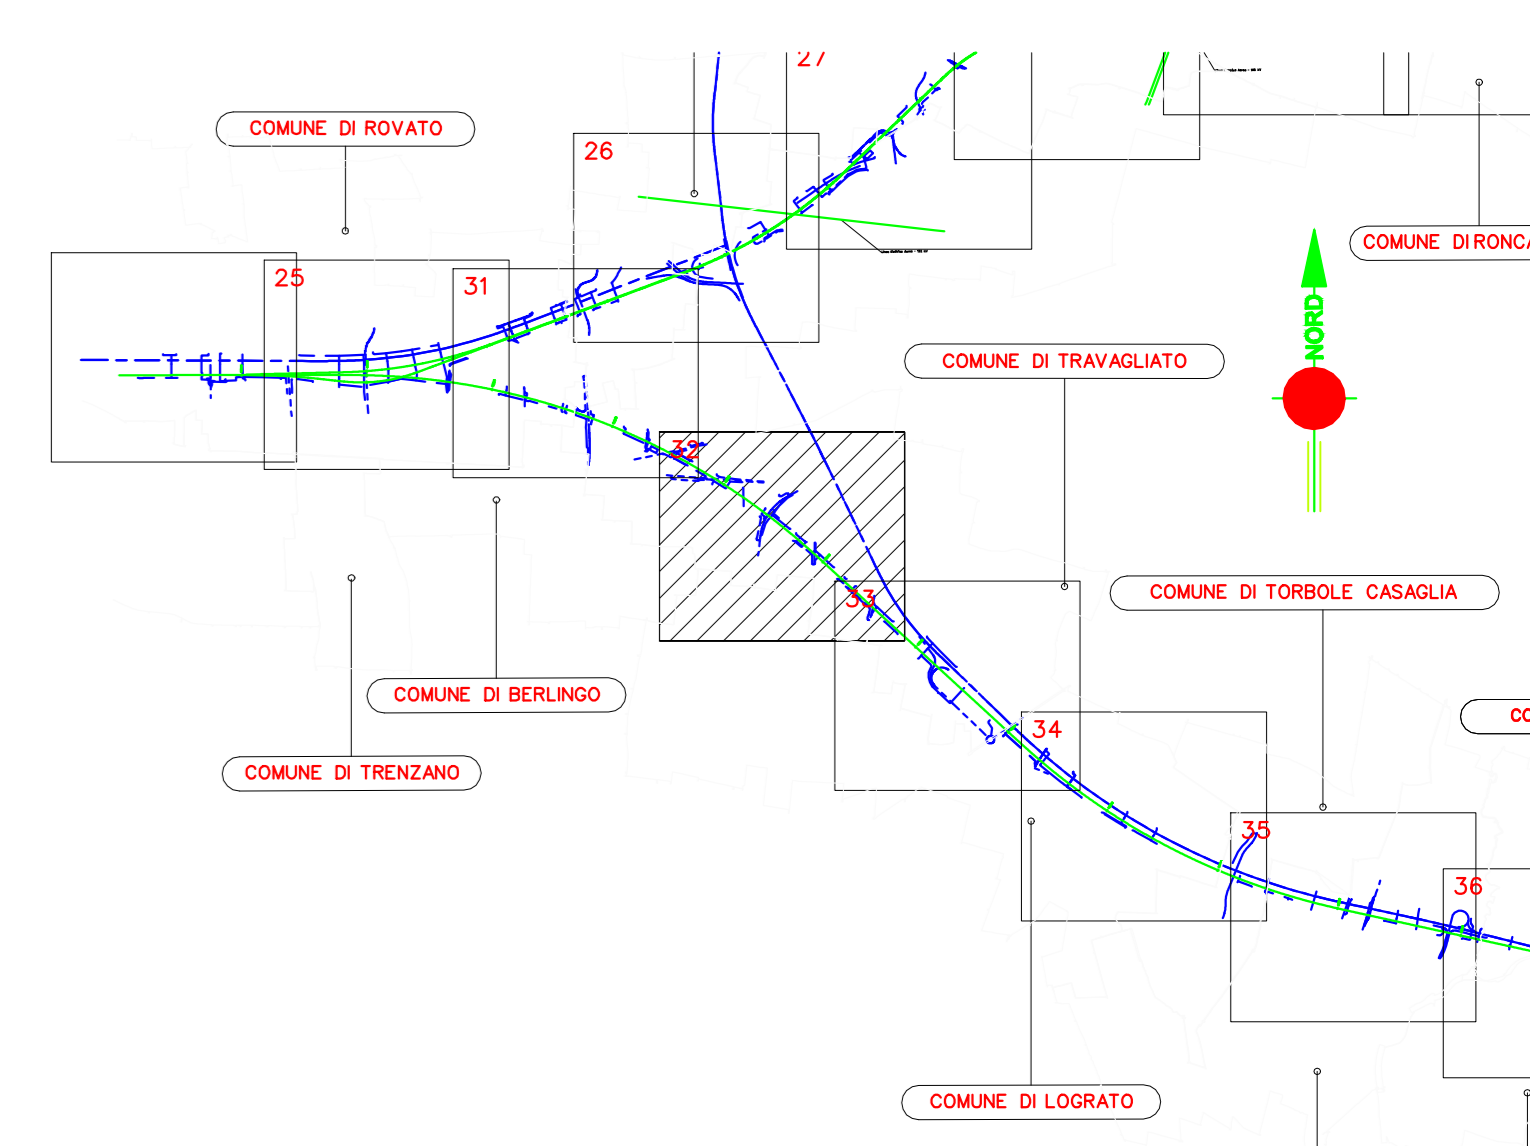 27
COMUNE DI ROVATO
26
COMUNE DI RONCA
25
31
NORD
COMUNE DI TRAVAGLIATO
32
COMUNE DI TORBOLE CASAGLIA
33
COMUNE DI BERLINGO
CO
34
COMUNE DI TRENZANO
35
36
COMUNE DI LOGRATO